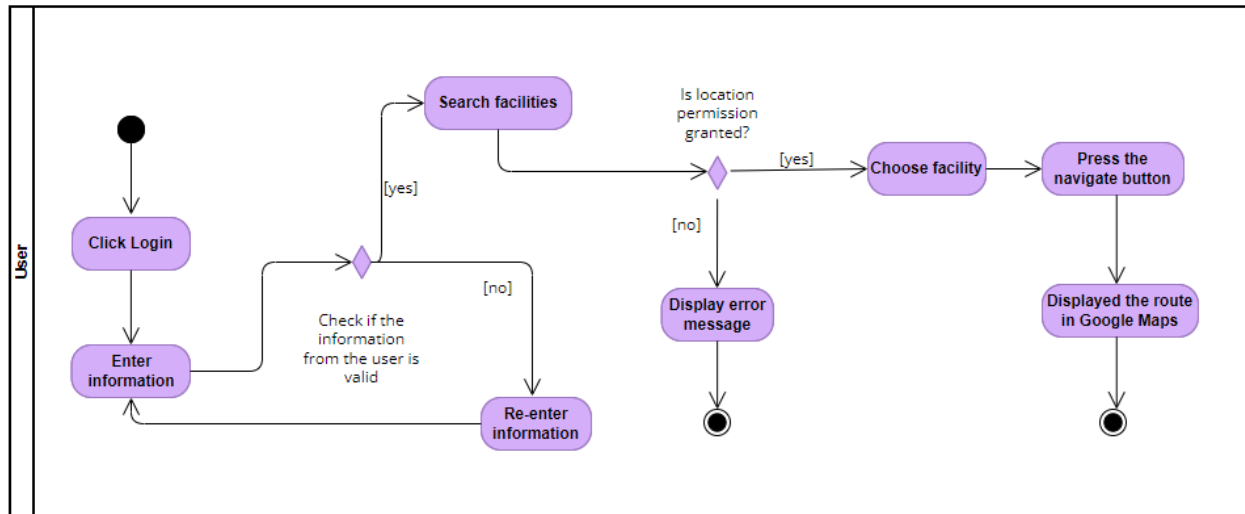 User
Click Login
Enter
information
Check if the
information
from the user is
valid
[yes]
[no]
Re-enter
information
Search facilities
Is location
permission
granted?
[yes]
[no]
Display error
message
Choose facility
Press the
navigate button
Displayed the route
in Google Maps